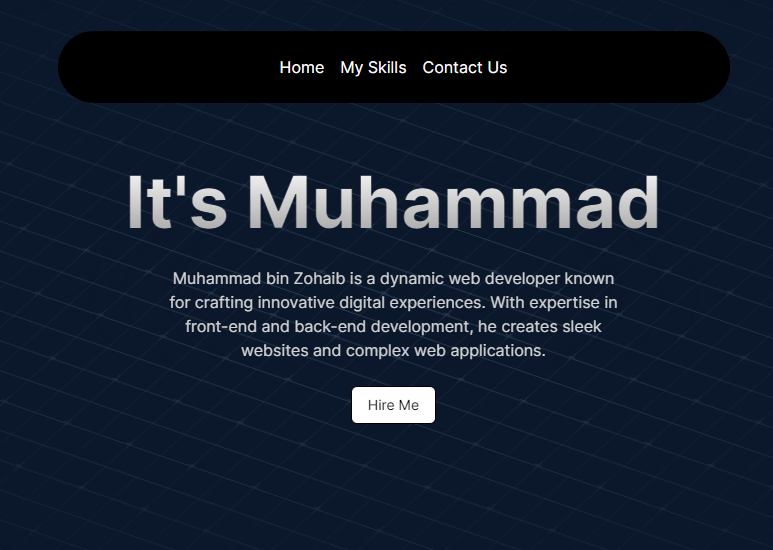 Home My Skills Contact Us
It's Muhammad
Muhammad bin Zohaib is a dynamic web developer known
for crafting innovative digital experiences. With expertise in
front-end and back-end development, he creates sleek
websites and complex web applications.
Hire Me